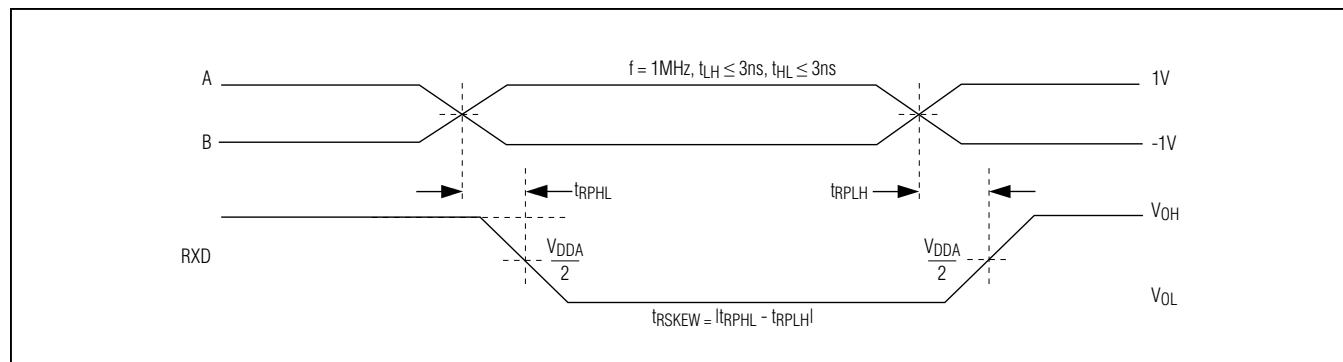 f = 1MHz, tLH ≤ 3ns, tHL ≤ 3ns
A
1V
B
-1V
tRPHL
tRPLH
VOH
RXD
VDDA
2
VDDA
2
VOL
tRSKEW = |tRPHL - tRPLH|